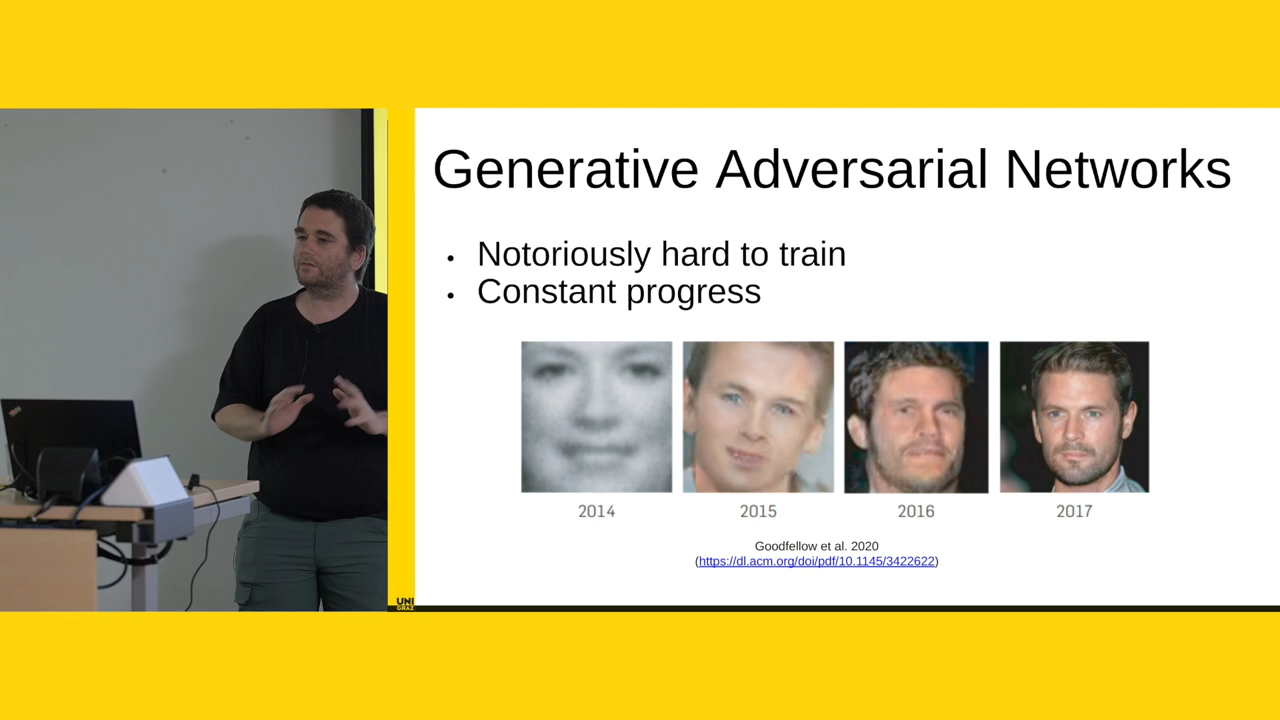 Generative Adversarial Networks
• Notoriously hard to train
• Constant progress
2014 2015 2016 2017
Goodfellow et al. 2020
(https://dl.acm.org/doi/pdf/10.1145/3422622)
UNI
GRAZ